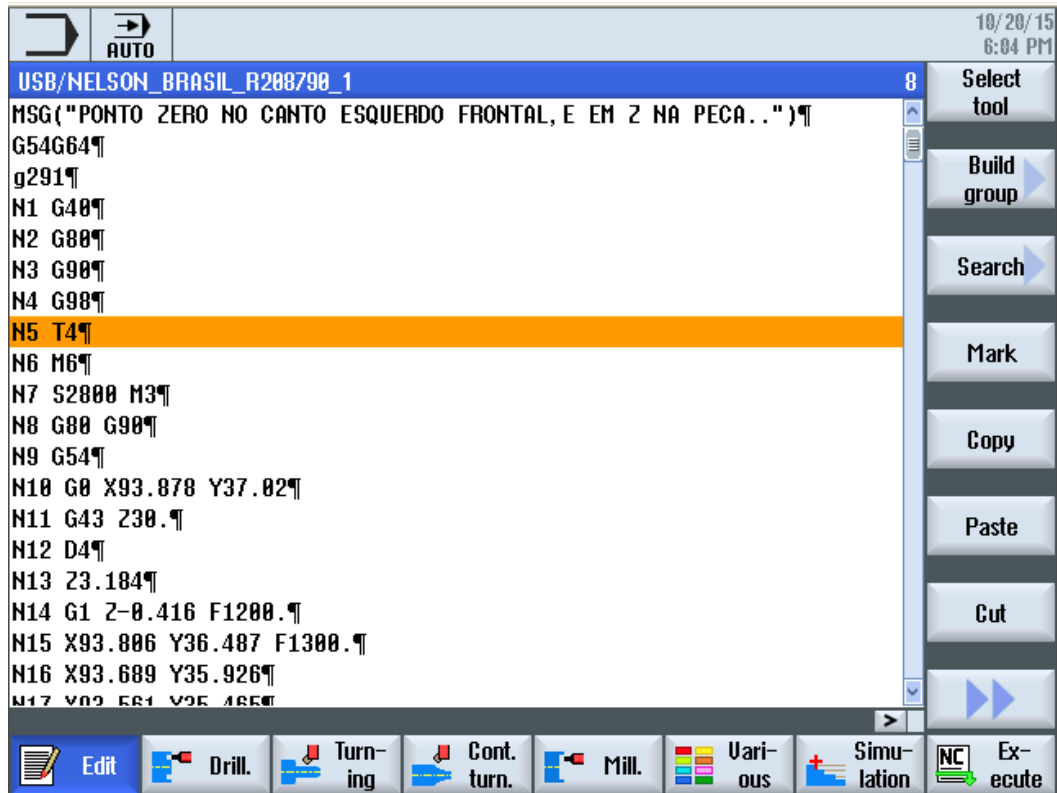 AUTO
10/20/15
6:04 PM
USB/NELSON_BRASIL_R208790_1 8
MSG("PONTO ZERO NO CANTO ESQUERDO FRONTAL,E EM Z NA PECA..")¶
G54G64¶
g291¶
N1 G40¶
N2 G80¶
N3 G90¶
N4 G98¶
N5 T4¶
N6 M6¶
N7 S2800 M3¶
N8 G80 G90¶
N9 G54¶
N10 G0 X93.878 Y37.02¶
N11 G43 Z30.¶
N12 D4¶
N13 Z3.184¶
N14 G1 Z-0.416 F1200.¶
N15 X93.806 Y36.487 F1300.¶
N16 X93.689 Y35.926¶
N17 X93.561 Y35.465¶
Select
tool
Build
group
Search
Mark
Copy
Paste
Cut
Edit
Drill.
Turn-
ing
Cont.
turn.
Mill.
Vari-
ous
Simu-
lation
NC
Ex-
ecute